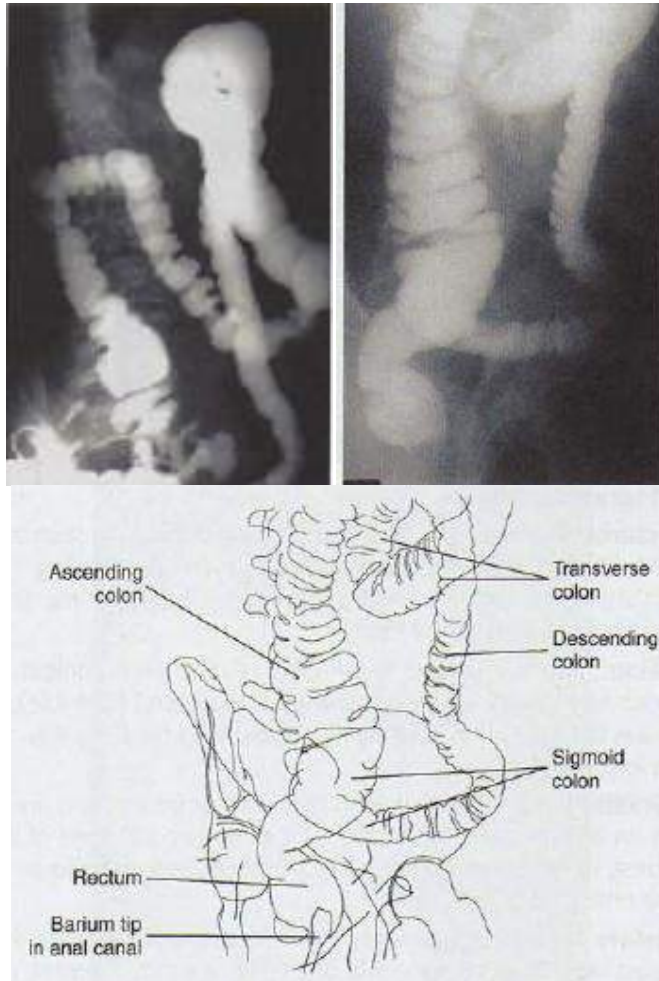 Ascending
colon
Transverse
colon
Descending
colon
Sigmoid
colon
Rectum
Barium tip
in anal canal